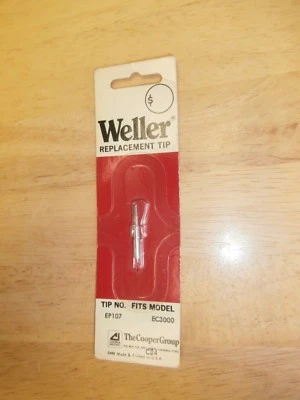 $
Weller®
REPLACEMENT TIP
TIP NO. FITS MODEL
EP107 EC3000
The Cooper Group